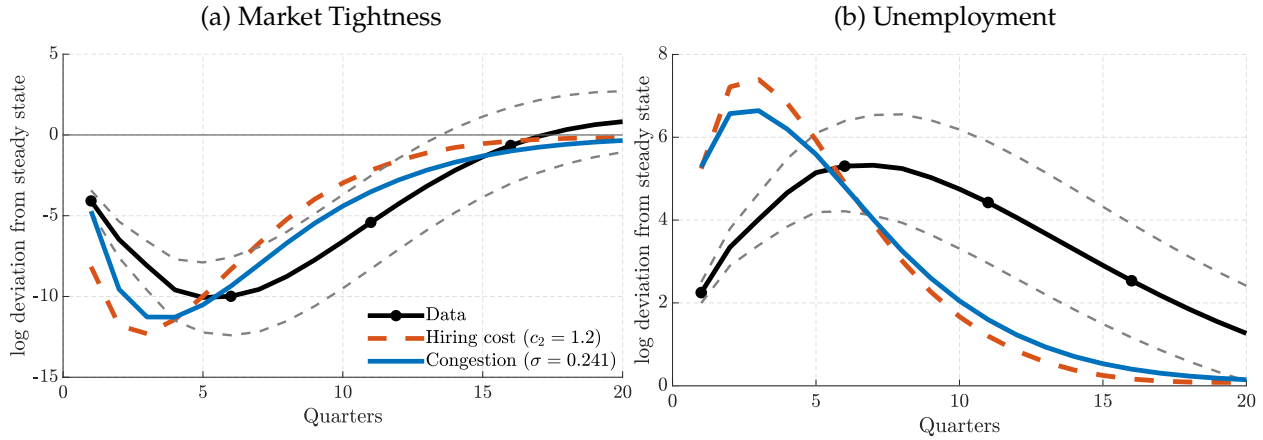 (a) Market Tightness
log deviation from steady state
5
0
-5
-10
-15
0
5
10
15
20
Quarters
Data
Hiring cost (c₂ = 1.2)
Congestion (σ = 0.241)
(b) Unemployment
log deviation from steady state
8
6
4
2
0
0
5
10
15
20
Quarters